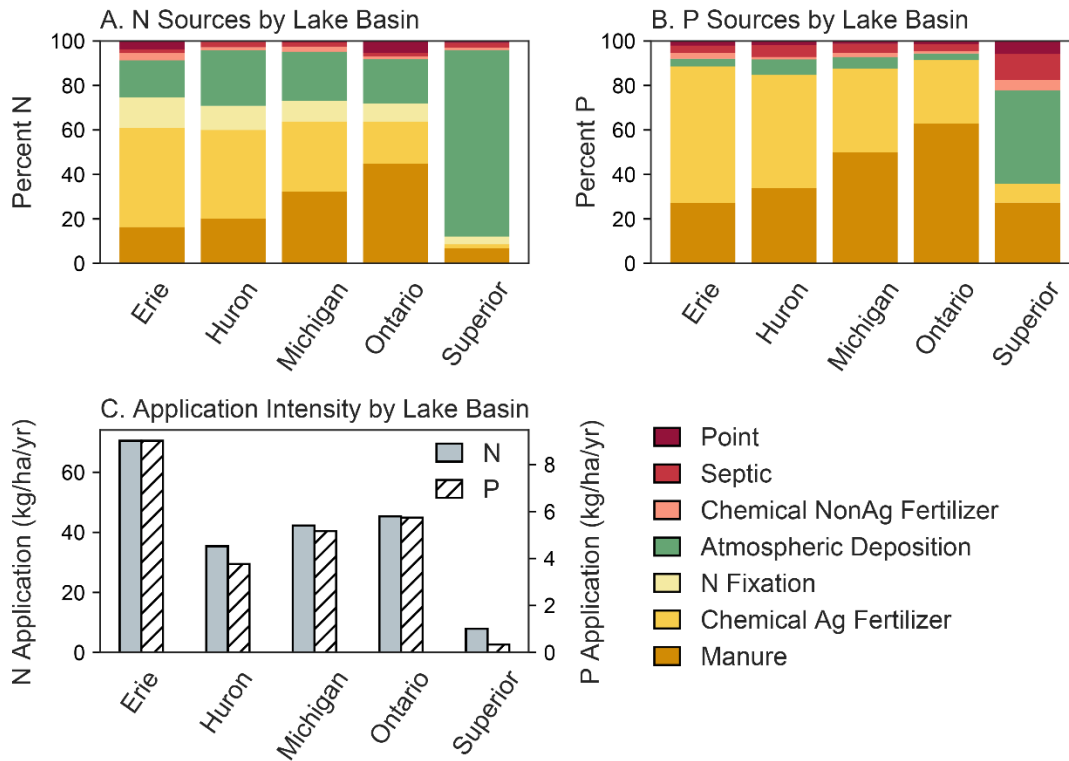 A. N Sources by Lake Basin
100
80
60
40
20
0
Percent N
Erie
Huron
Michigan
Ontario
Superior
B. P Sources by Lake Basin
100
80
60
40
20
0
Percent P
Erie
Huron
Michigan
Ontario
Superior
C. Application Intensity by Lake Basin
60
40
20
0
N Application (kg/ha/yr)
N
P
8
6
4
2
0
P Application (kg/ha/yr)
Erie
Huron
Michigan
Ontario
Superior
Point
Septic
Chemical NonAg Fertilizer
Atmospheric Deposition
N Fixation
Chemical Ag Fertilizer
Manure